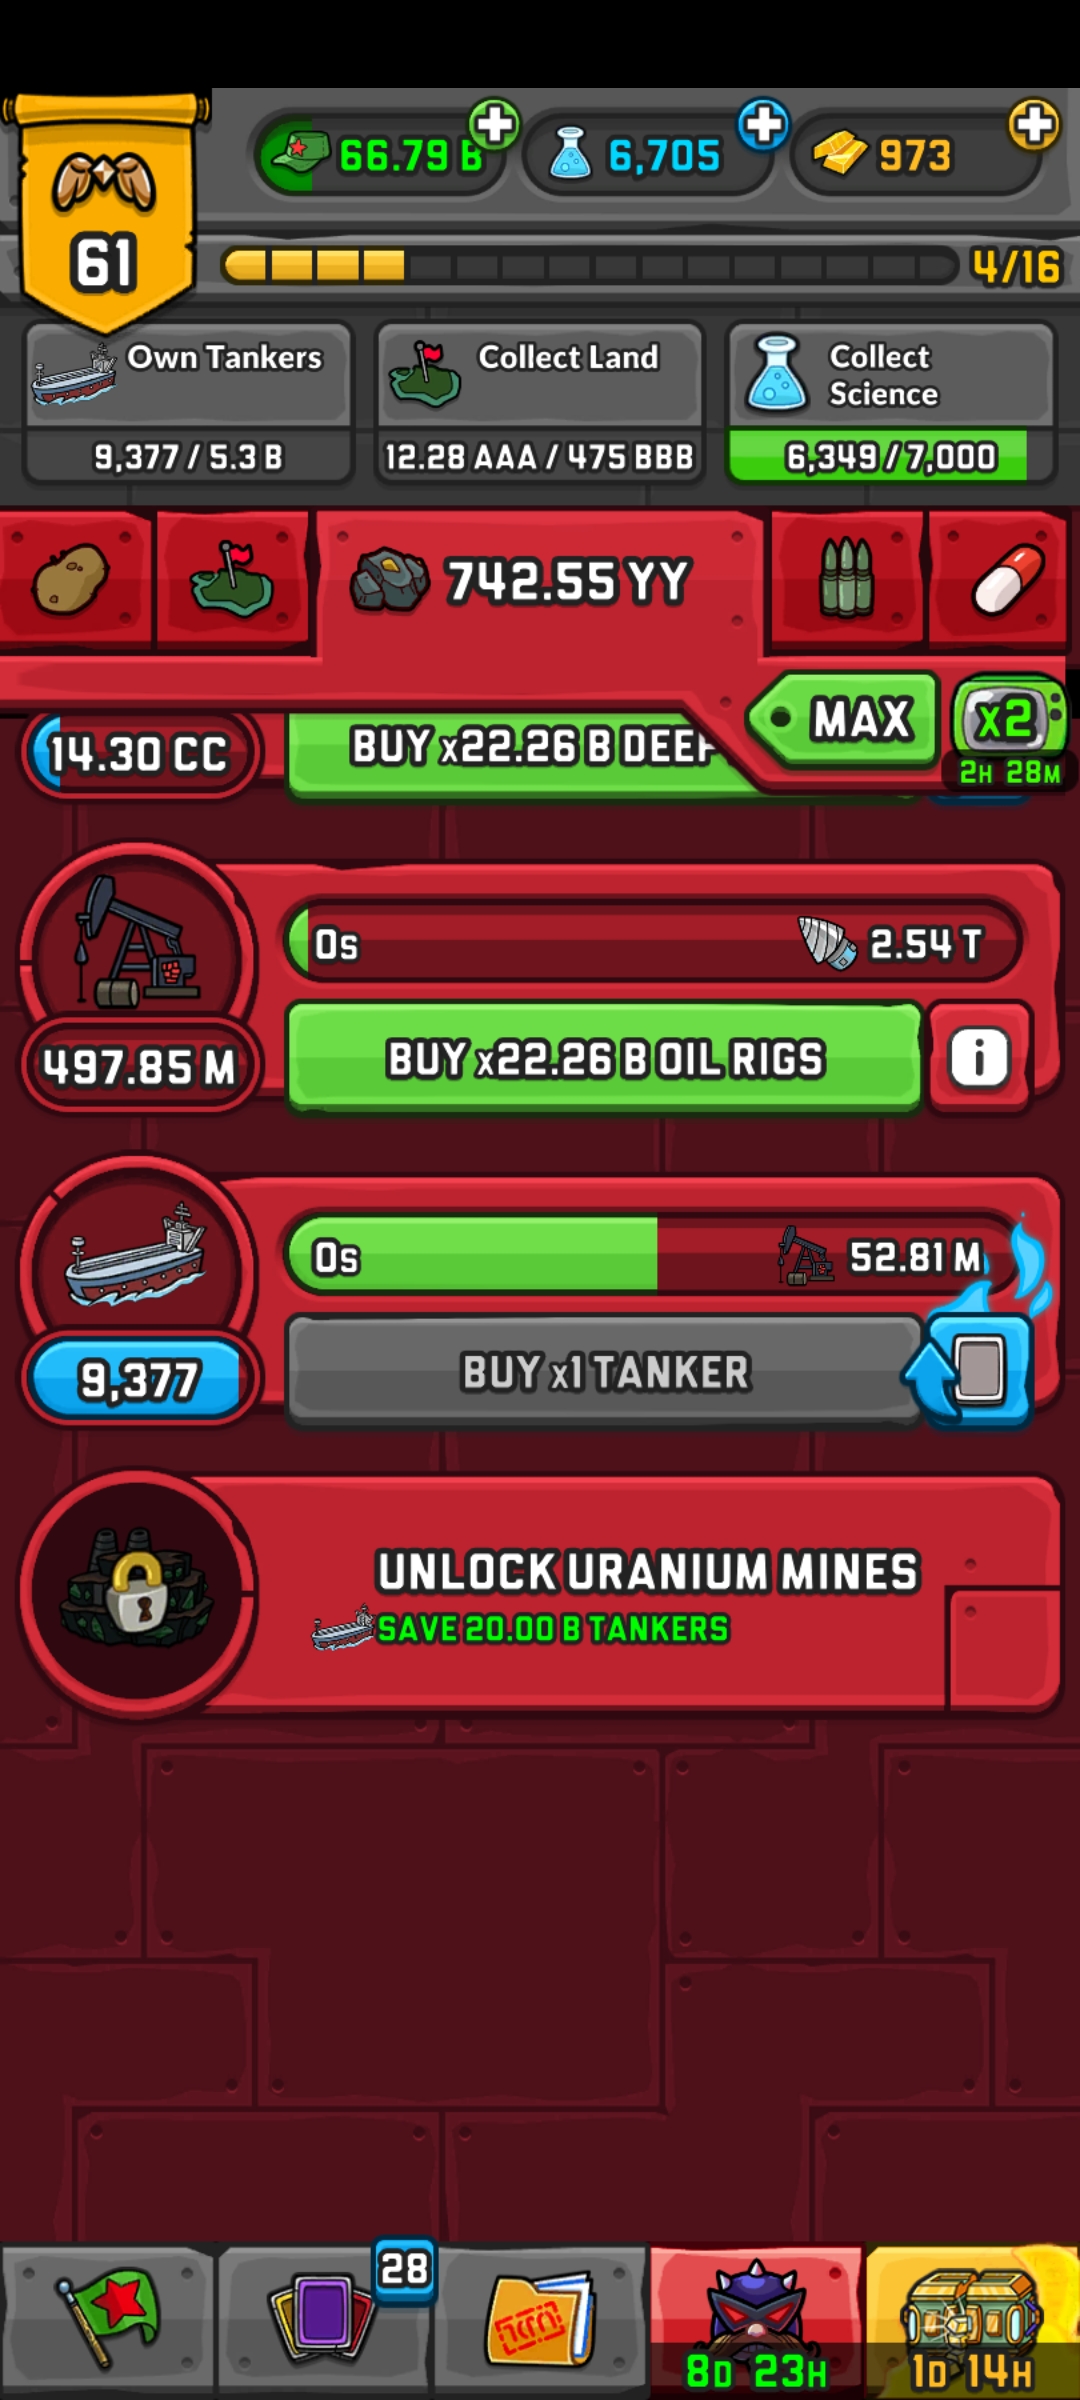 66.79 B
6,705
973
61
4/16
Own Tankers
9,377 / 5.3 B
Collect Land
12.28 AAA / 475 BBB
Collect
Science
6,349 / 7,000
742.55 YY
MAX
x2
2H 28M
14.30 CC
BUY x22.26 B DEEP
0s
2.54 T
497.85 M
BUY x22.26 B OIL RIGS
i
0s
52.81 M
9,377
BUY x1 TANKER
UNLOCK URANIUM MINES
SAVE 20.00 B TANKERS
28
8D 23H
1D 14H